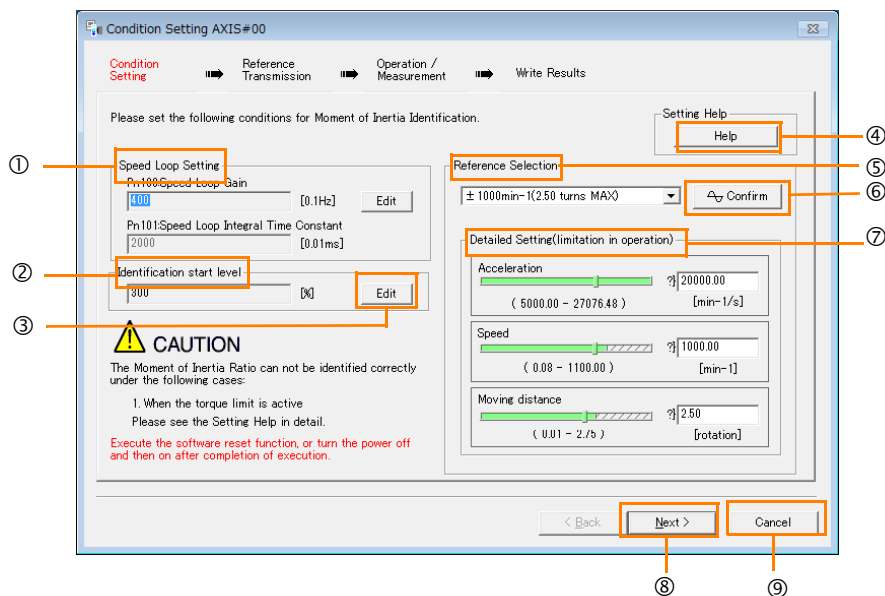 Condition Setting AXIS#00
Condition Setting
Reference Transmission
Operation / Measurement
Write Results
Please set the following conditions for Moment of Inertia Identification.
Setting Help
Help
④
①
Speed Loop Setting
Pn100:Speed Loop Gain
400 [0.1Hz] Edit
Pn101:Speed Loop Integral Time Constant
2000 [0.01ms]
②
Identification start level
300 [%] Edit
③
CAUTION
The Moment of Inertia Ratio can not be identified correctly
under the following cases:
1. When the torque limit is active
Please see the Setting Help in detail.
Execute the software reset function, or turn the power off
and then on after completion of execution.
Reference Selection
⑤
± 1000min-1(2.50 turns MAX)
Confirm
⑥
Detailed Setting(limitation in operation)
⑦
Acceleration
?} 20000.00
( 5000.00 - 27076.48 ) [min-1/s]
Speed
?} 1000.00
( 0.08 - 1100.00 ) [min-1]
Moving distance
?} 2.50
( 0.01 - 2.75 ) [rotation]
< Back
Next >
Cancel
⑧
⑨